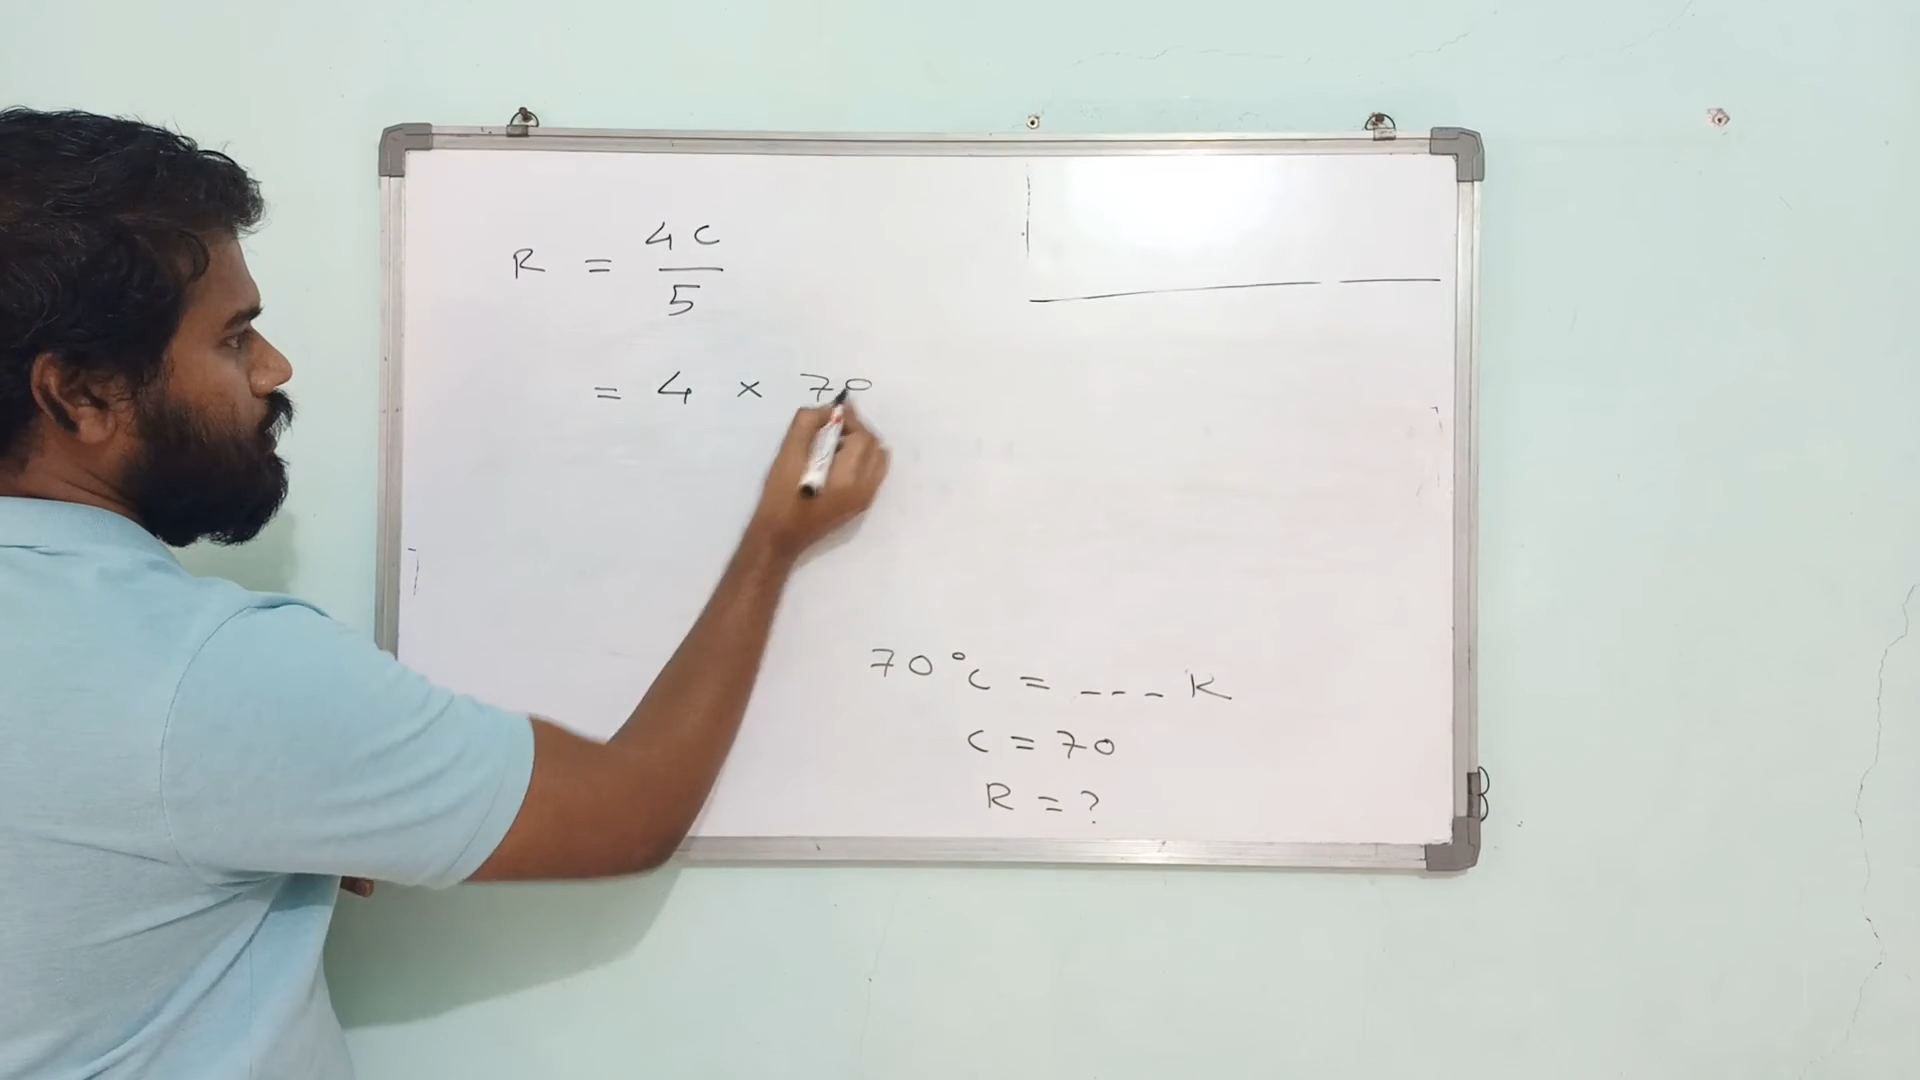 R = 4C / 5
= 4 × 70
70°C = --- R
C = 70
R = ?